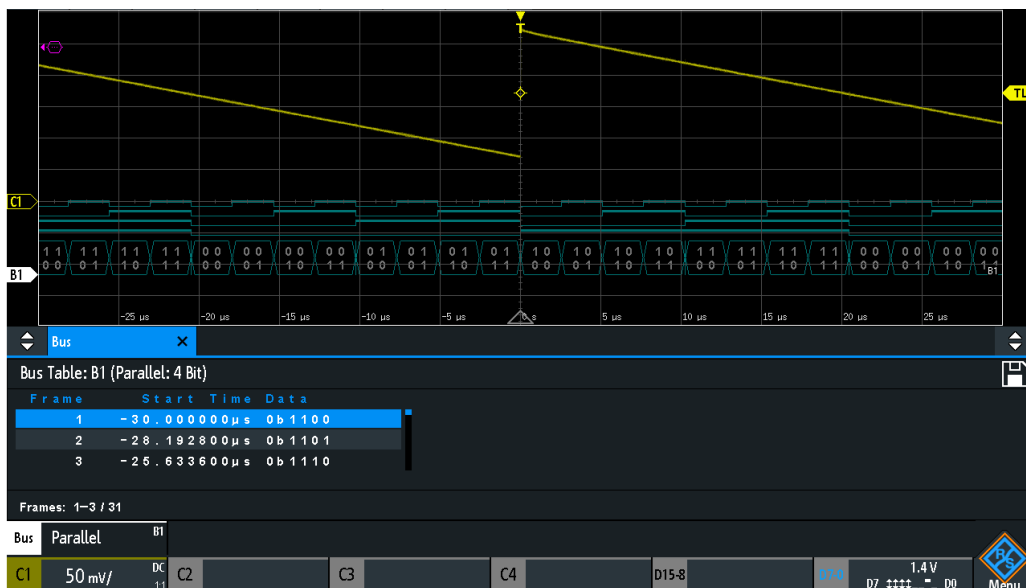 T
TL
C1
11 11 11 11 00 00 00 00 01 01 01 01 10 10 10 10 11 11 11 11 00 00 00 00
00 01 10 11 00 01 10 11 00 01 10 11 00 01 10 11 00 01 10 11 00 01 10 11
B1 B1
-25 µs -20 µs -15 µs -10 µs -5 µs 0 s 5 µs 10 µs 15 µs 20 µs 25 µs
Bus ×
Bus Table: B1 (Parallel: 4 Bit)
Frame Start Time Data
1 -30.000000µs 0b1100
2 -28.192800µs 0b1101
3 -25.633600µs 0b1110
Frames: 1-3 / 31
Bus Parallel B1
C1 50 mV/ DC 1:1 C2 C3 C4 D15-8 D7-0 1.4 V
D7 D0
R S
Menu